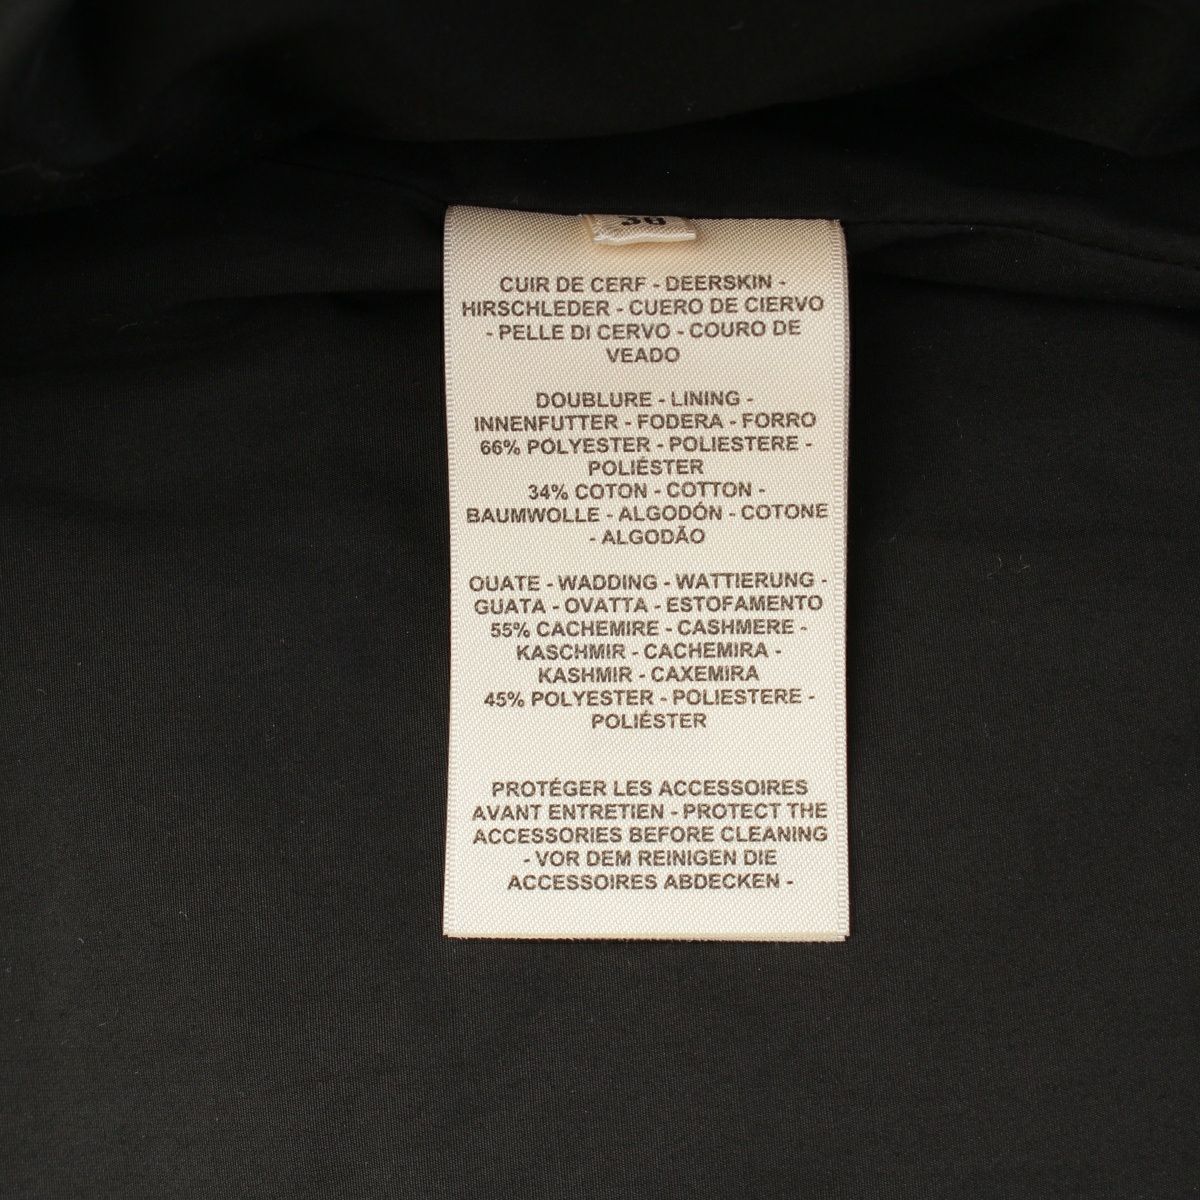 38
CUIR DE CERF - DEERSKIN -
HIRSCHLEDER - CUERO DE CIERVO
- PELLE DI CERVO - COURO DE
VEADO
DOUBLURE - LINING -
INNENFUTTER - FODERA - FORRO
66% POLYESTER - POLIESTERE -
POLIÉSTER
34% COTON - COTTON -
BAUMWOLLE - ALGODÓN - COTONE
- ALGODÃO
OUATE - WADDING - WATTIERUNG -
GUATA - OVATTA - ESTOFAMENTO
55% CACHEMIRE - CASHMERE -
KASCHMIR - CACHEMIRA -
KASHMIR - CAXEMIRA
45% POLYESTER - POLIESTERE -
POLIÉSTER
PROTÉGER LES ACCESSOIRES
AVANT ENTRETIEN - PROTECT THE
ACCESSORIES BEFORE CLEANING
- VOR DEM REINIGEN DIE
ACCESSOIRES ABDECKEN -